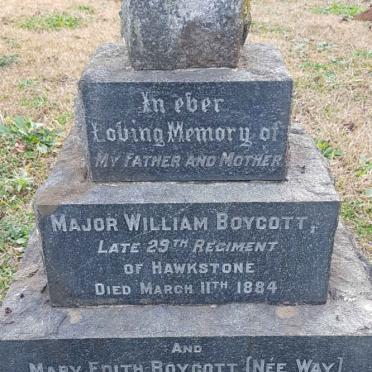 In ever
Loving Memory of
MY FATHER AND MOTHER
MAJOR WILLIAM BOYCOTT,
LATE 29TH REGIMENT
OF HAWKSTONE
DIED MARCH 11TH 1884
AND
MARY EDITH BOYCOTT [NÉE WAY]